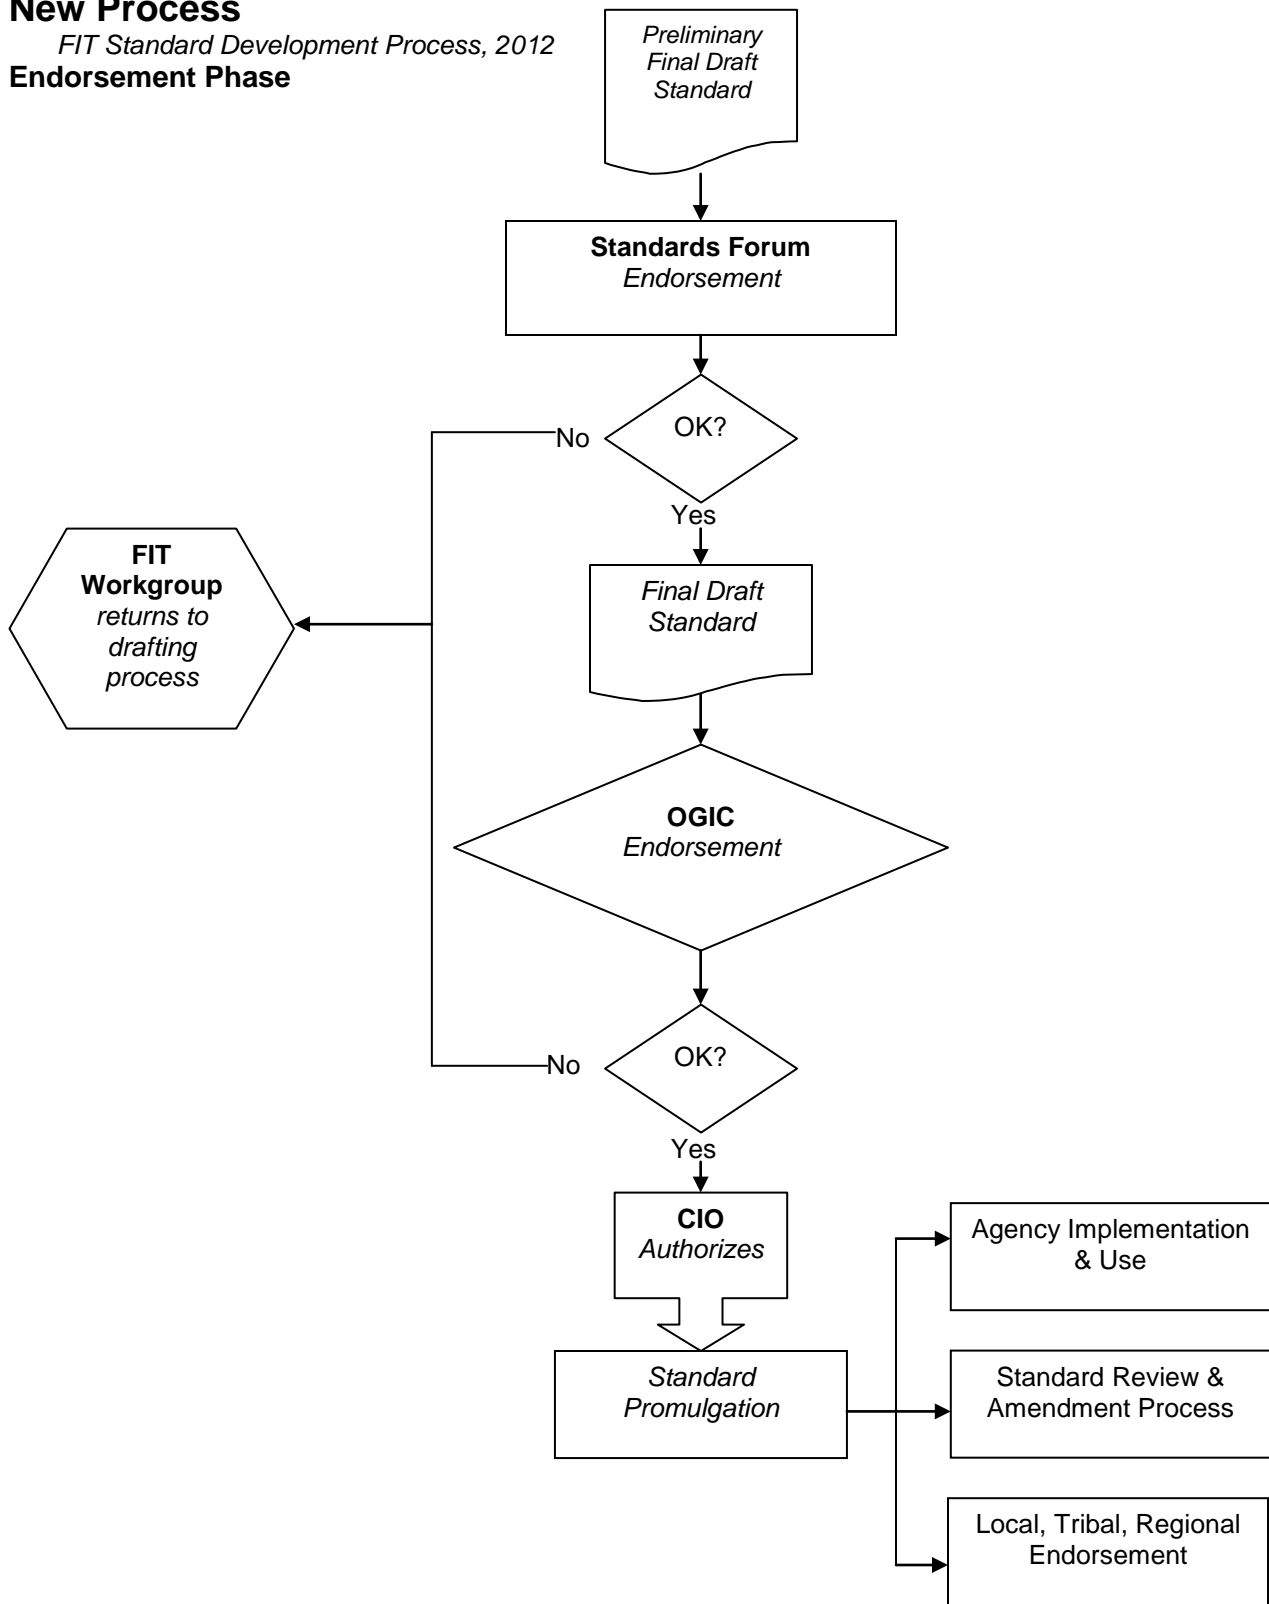 New Process
FIT Standard Development Process, 2012
Endorsement Phase
Preliminary
Final Draft
Standard
Standards Forum
Endorsement
OK?
No
Yes
FIT
Workgroup
returns to
drafting
process
Final Draft
Standard
OGIC
Endorsement
OK?
No
Yes
CIO
Authorizes
Standard
Promulgation
Agency Implementation
& Use
Standard Review &
Amendment Process
Local, Tribal, Regional
Endorsement